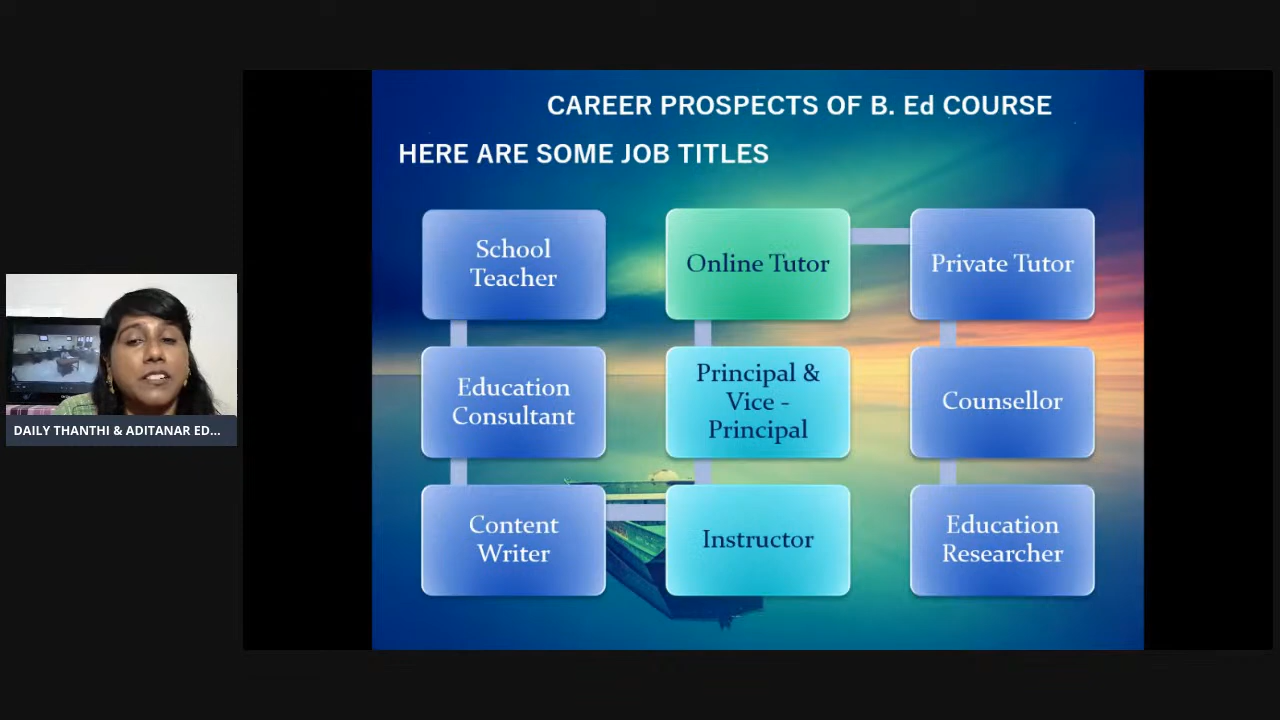 CAREER PROSPECTS OF B. Ed COURSE
HERE ARE SOME JOB TITLES
School
Teacher
Online Tutor
Private Tutor
Education
Consultant
Principal &
Vice -
Principal
Counsellor
Content
Writer
Instructor
Education
Researcher
DAILY THANTHI & ADITANAR ED...